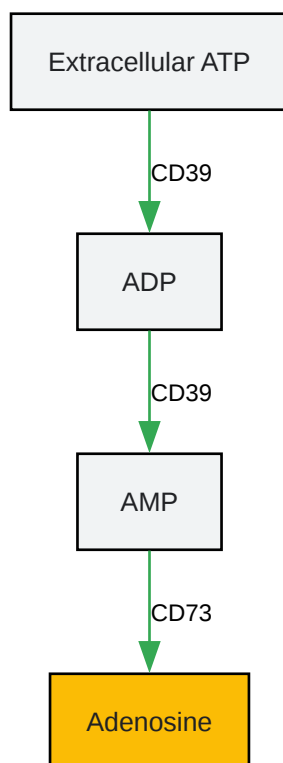 Extracellular ATP
CD39
ADP
CD39
AMP
CD73
Adenosine